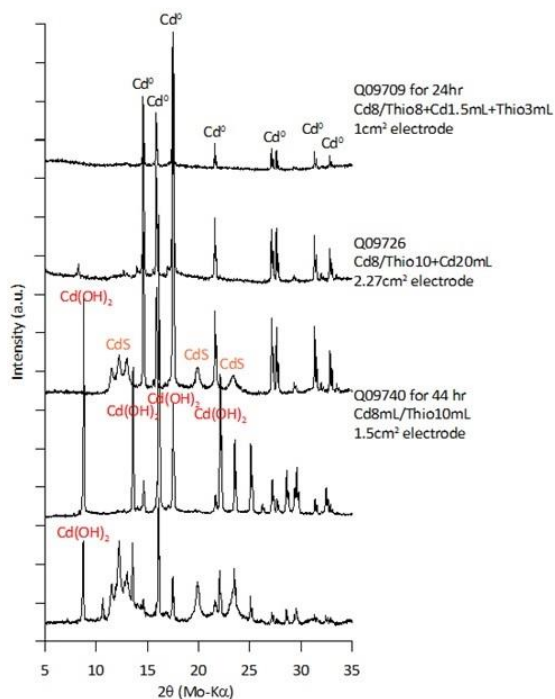 Cd⁰
Cd⁰
Cd⁰
Cd⁰
Cd⁰
Cd⁰
Cd⁰
Q09709 for 24hr
Cd8/Thio8+Cd1.5mL+Thio3mL
1cm² electrode
Q09726
Cd8/Thio10+Cd20mL
2.27cm² electrode
Cd(OH)₂
CdS
CdS
CdS
Cd(OH)₂
Cd(OH)₂
Cd(OH)₂
Q09740 for 44 hr
Cd8mL/Thio10mL
1.5cm² electrode
Cd(OH)₂
Intensity (a.u.)
5 10 15 20 25 30 35
2θ (Mo-Kα)